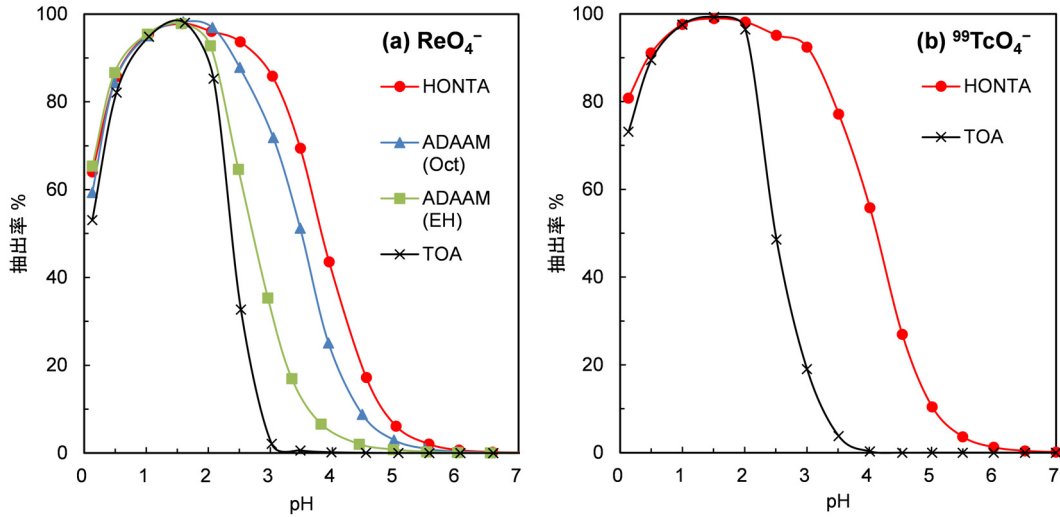 (a) ReO₄⁻
HONTA
ADAAM
(Oct)
ADAAM
(EH)
TOA
抽出率 %
100
80
60
40
20
0
0 1 2 3 4 5 6 7
pH
(b) ⁹⁹TcO₄⁻
HONTA
TOA
抽出率 %
100
80
60
40
20
0
0 1 2 3 4 5 6 7
pH